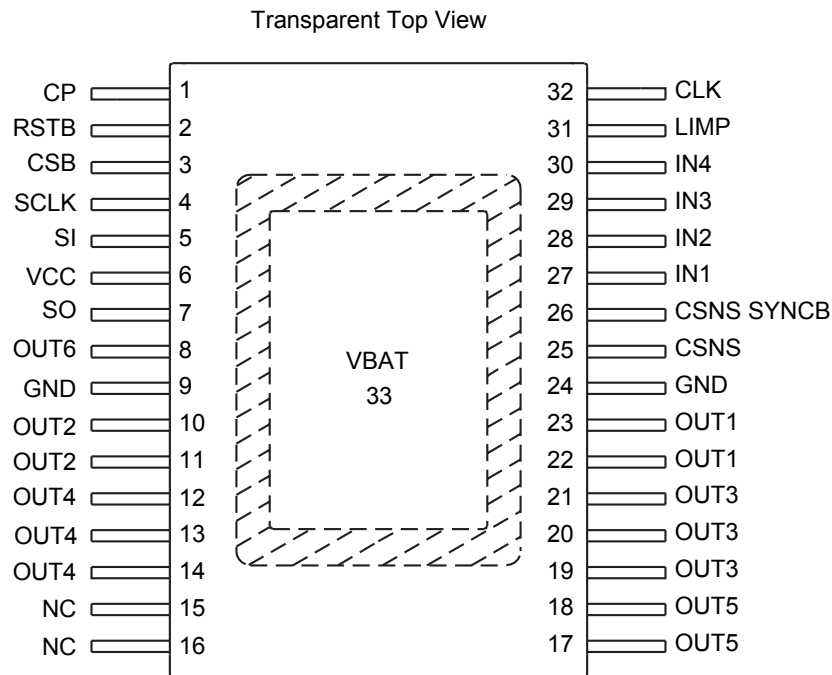 Transparent Top View
CP 1 32 CLK
RSTB 2 31 LIMP
CSB 3 30 IN4
SCLK 4 29 IN3
SI 5 28 IN2
VCC 6 27 IN1
SO 7 26 CSNS SYNCB
OUT6 8 25 CSNS
VBAT
GND 9 24 GND
33
OUT2 10 23 OUT1
OUT2 11 22 OUT1
OUT4 12 21 OUT3
OUT4 13 20 OUT3
OUT4 14 19 OUT3
NC 15 18 OUT5
NC 16 17 OUT5